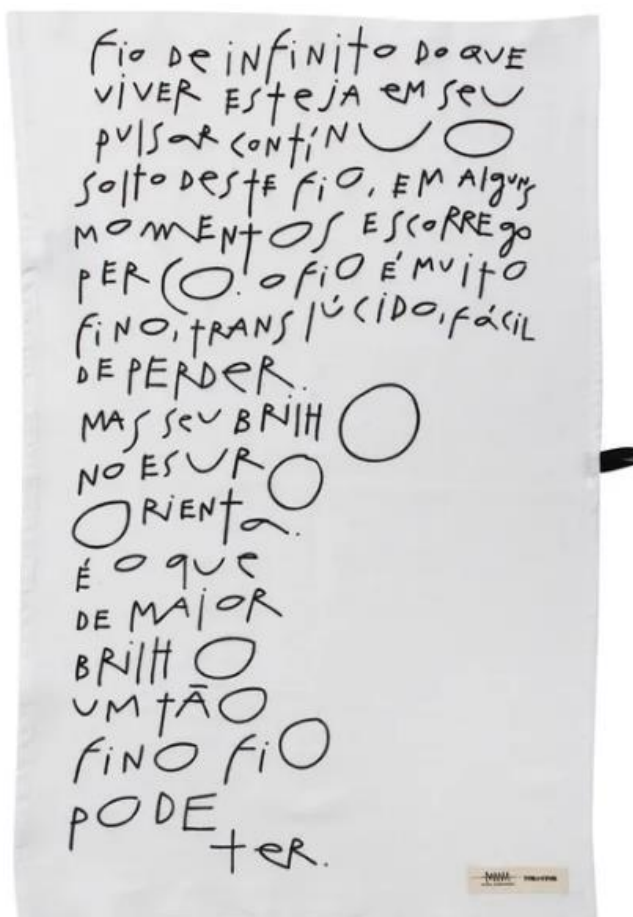 fio De iNfiNito Do QUE
ViVER ESteJA eM SeU
PUlSaR CoNtíNUO
Solto DeStE fiO, EM AlguNS
MOmENtOS ESCoRREgo
PERCO. o fiO É MUitO
fiNO, tRANSlÚCiDO, fÁCiL
DE PERDeR.
MAS SeU BRilHO
NO ESCURO
ORiENta.
É O qUe
DE MAiOR
BRilHO
UM tÃO
fiNO fiO
PODE
teR.